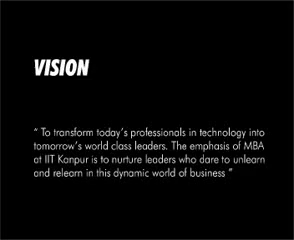 VISION
“ To transform today’s professionals in technology into
tomorrow’s world class leaders. The emphasis of MBA
at IIT Kanpur is to nurture leaders who dare to unlearn
and relearn in this dynamic world of business ”